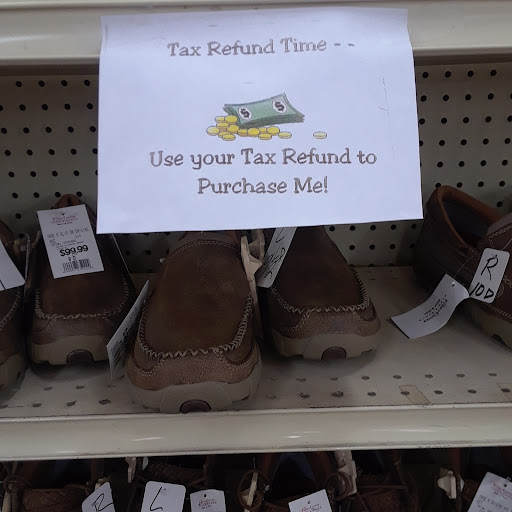 Tax Refund Time - -
$ $
Use your Tax Refund to
Purchase Me!
$99.99
R
10D
R
L